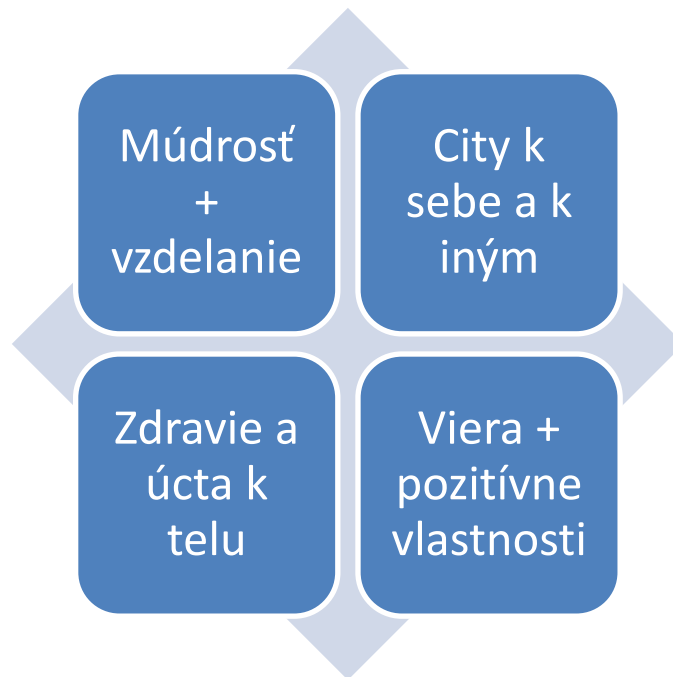 Múdrosť
+
vzdelanie
City k
sebe a k
iným
Zdravie a
úcta k
telu
Viera +
pozitívne
vlastnosti